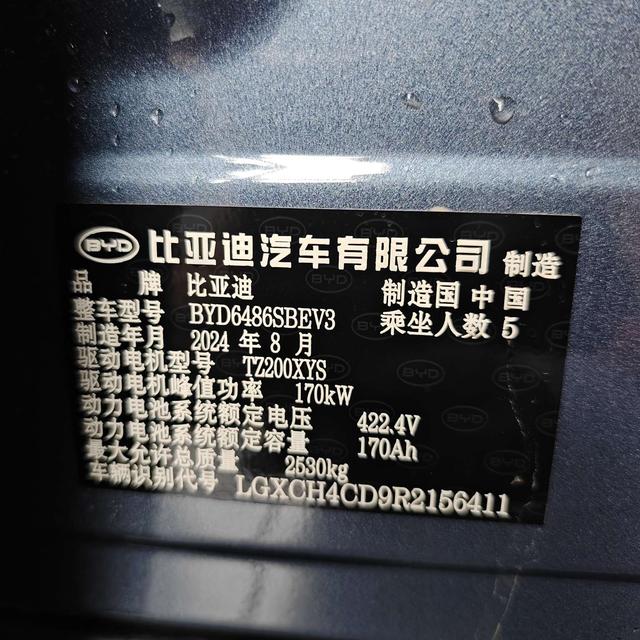 BYD 比亚迪汽车有限公司 制造
品牌 比亚迪 制造国 中国
整车型号 BYD6486SBEV3 乘坐人数 5
制造年月 2024 年 8 月
驱动电机型号 TZ200XYS
驱动电机峰值功率 170kW
动力电池系统额定电压 422.4V
动力电池系统额定容量 170Ah
最大允许总质量 2530kg
车辆识别代号 LGXCH4CD9R2156411